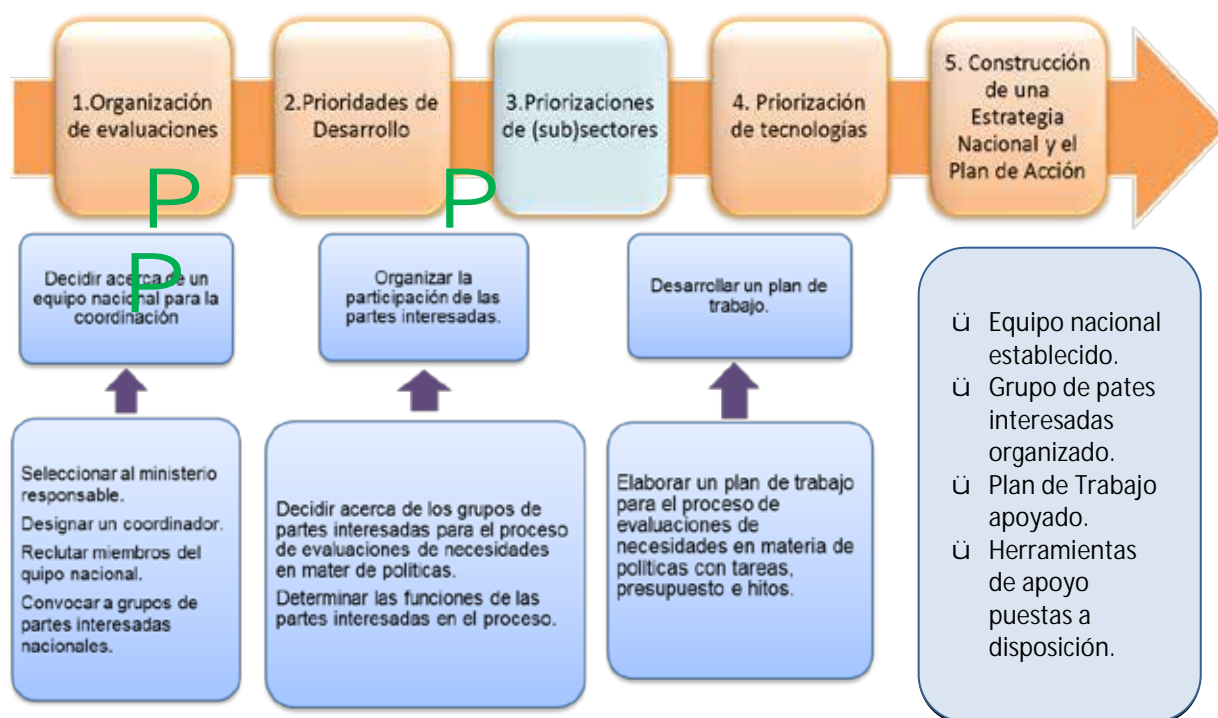 1.Organización
de evaluaciones
2.Prioridades de
Desarrollo
3.Priorizaciones
de (sub)sectores
4. Priorización
de tecnologías
5. Construcción
de una
Estrategia
Nacional y el
Plan de Acción
P
P
P
Decidir acerca de un
equipo nacional para la
coordinación
Organizar la
participación de las
partes interesadas.
Desarrollar un plan de
trabajo.
Seleccionar al ministerio
responsable.
Designar un coordinador.
Reclutar miembros del
quipo nacional.
Convocar a grupos de
partes interesadas
nacionales.
Decidir acerca de los grupos de
partes interesadas para el proceso
de evaluaciones de necesidades
en mater de políticas.
Determinar las funciones de las
partes interesadas en el proceso.
Elaborar un plan de trabajo
para el proceso de
evaluaciones de
necesidades en materia de
políticas con tareas,
presupuesto e hitos.
ü Equipo nacional
establecido.
ü Grupo de pates
interesadas
organizado.
ü Plan de Trabajo
apoyado.
ü Herramientas
de apoyo
puestas a
disposición.